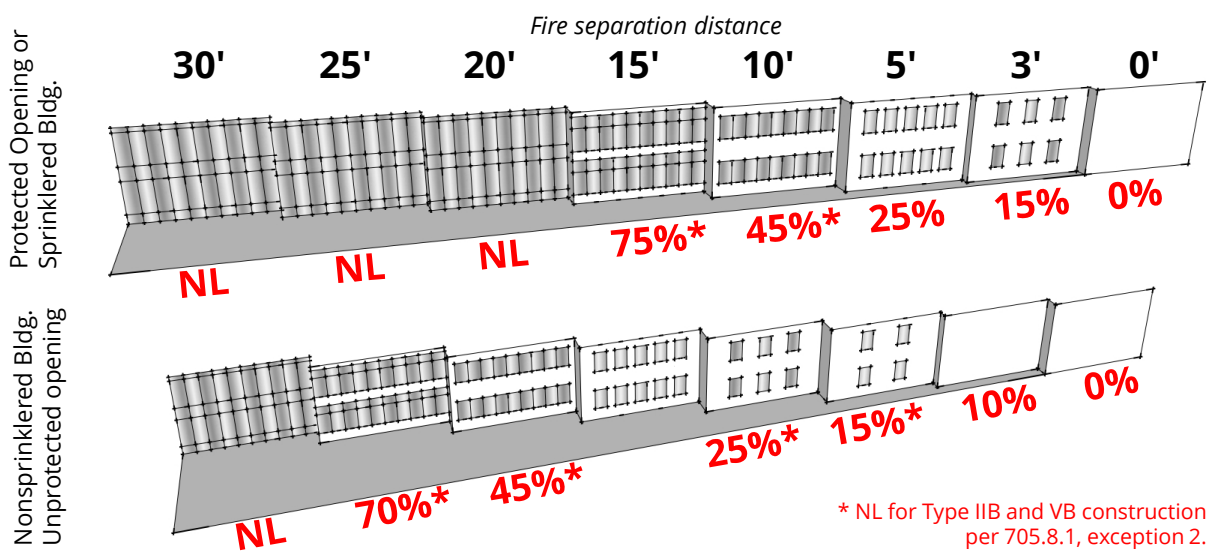 Fire separation distance
30' 25' 20' 15' 10' 5' 3' 0'
Protected Opening or
Sprinklered Bldg.
NL NL NL 75%* 45%* 25% 15% 0%
Nonsprinklered Bldg.
Unprotected opening
NL 70%* 45%* 25%* 15%* 10% 0%
* NL for Type IIB and VB construction
per 705.8.1, exception 2.